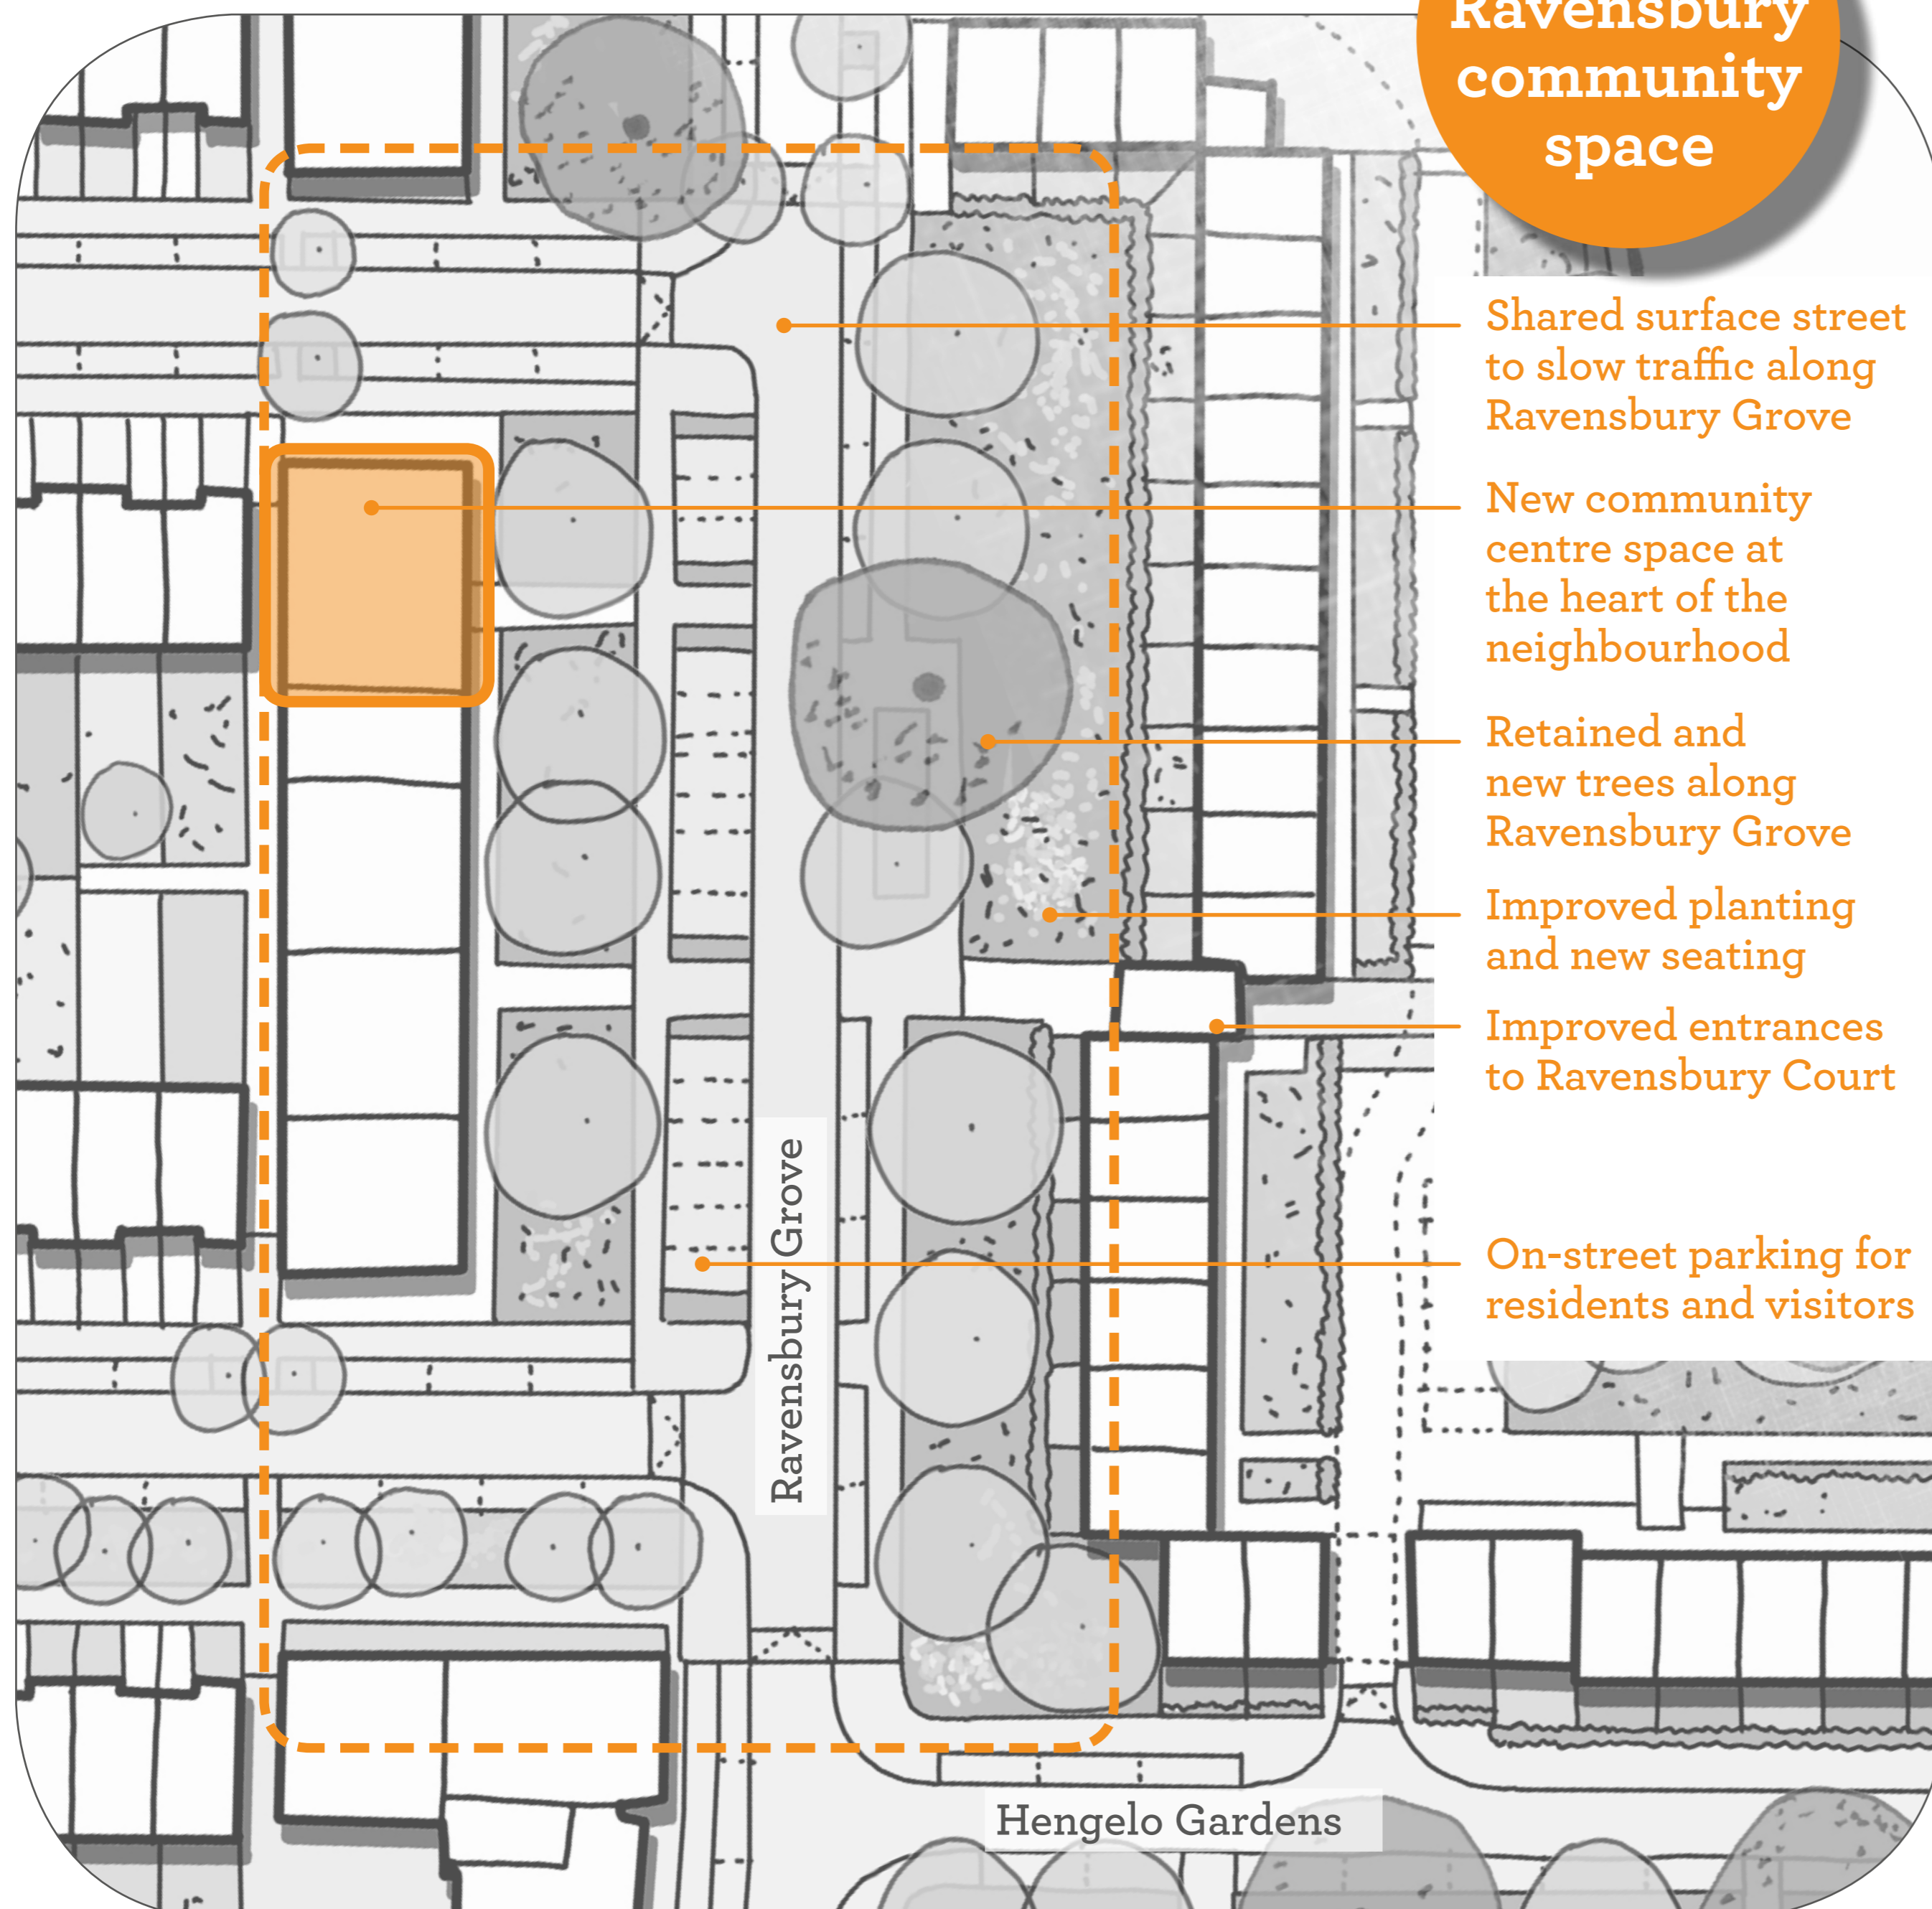 Ravensbury
community
space
Shared surface street
to slow traffic along
Ravensbury Grove
New community
centre space at
the heart of the
neighbourhood
Retained and
new trees along
Ravensbury Grove
Improved planting
and new seating
Improved entrances
to Ravensbury Court
On-street parking for
residents and visitors
Ravensbury Grove
Hengelo Gardens